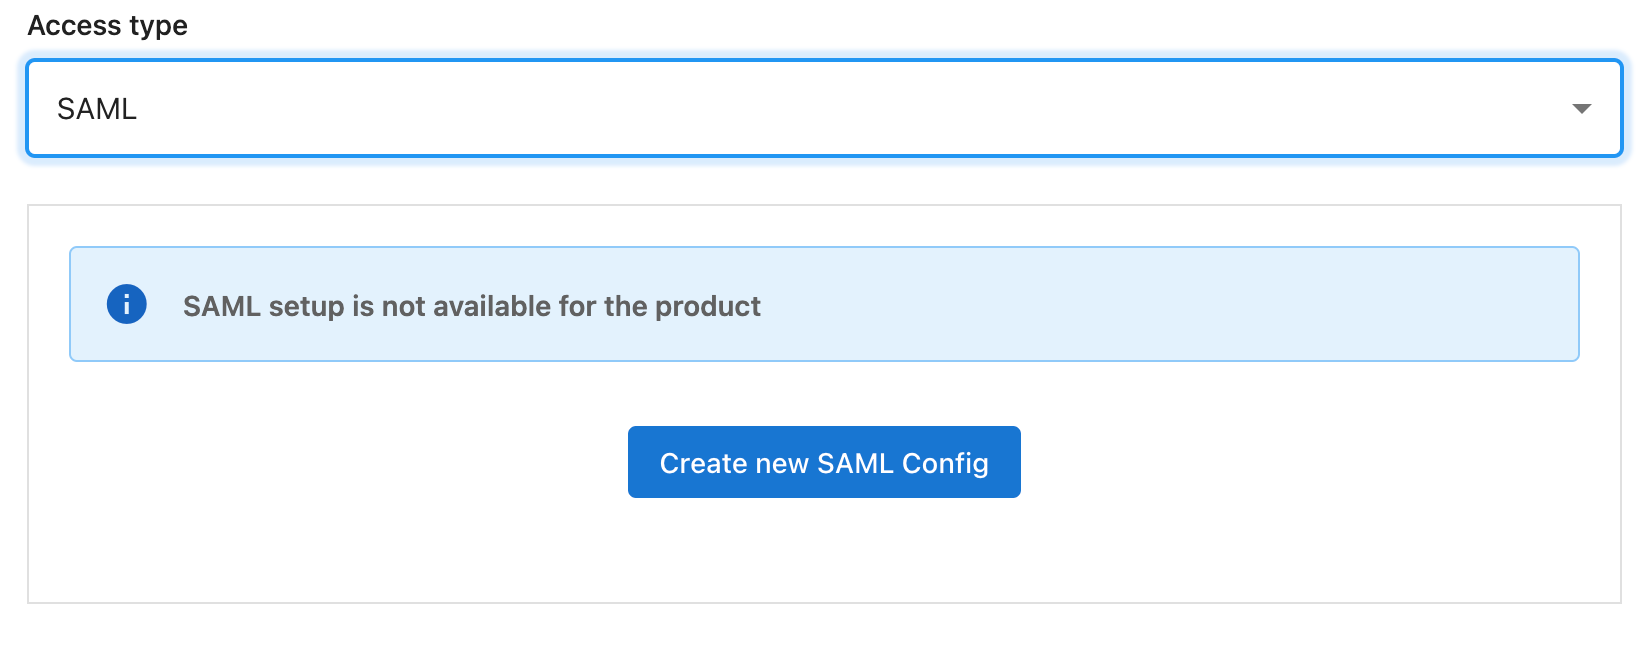 Access type
SAML
SAML setup is not available for the product
Create new SAML Config